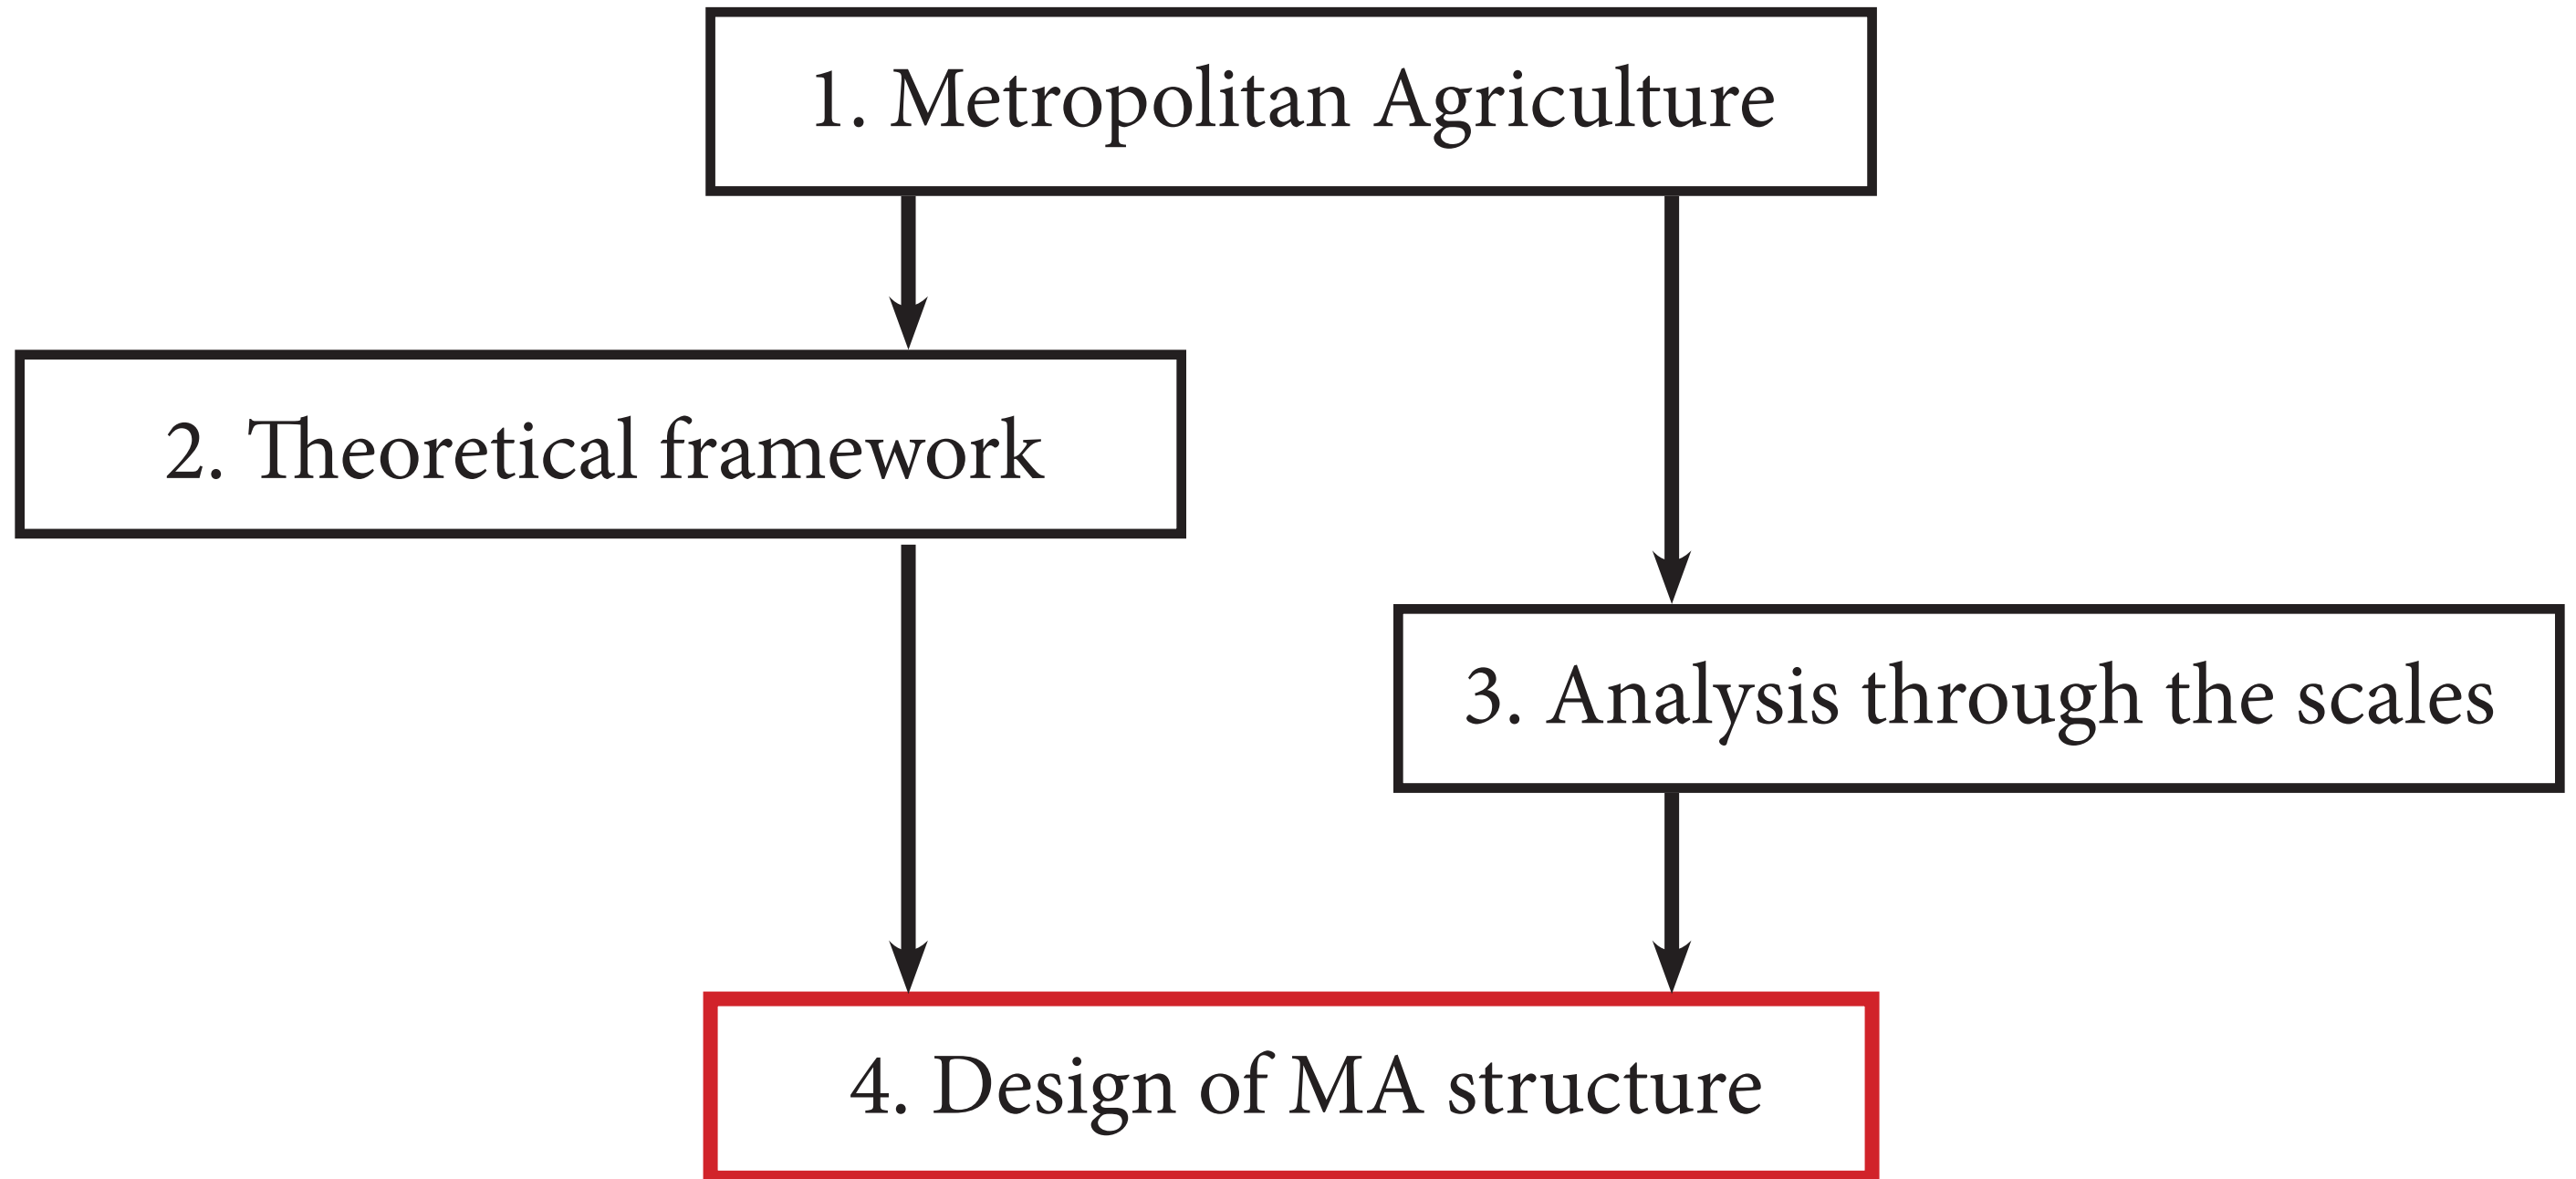 1. Metropolitan Agriculture
2. Theoretical framework
3. Analysis through the scales
4. Design of MA structure